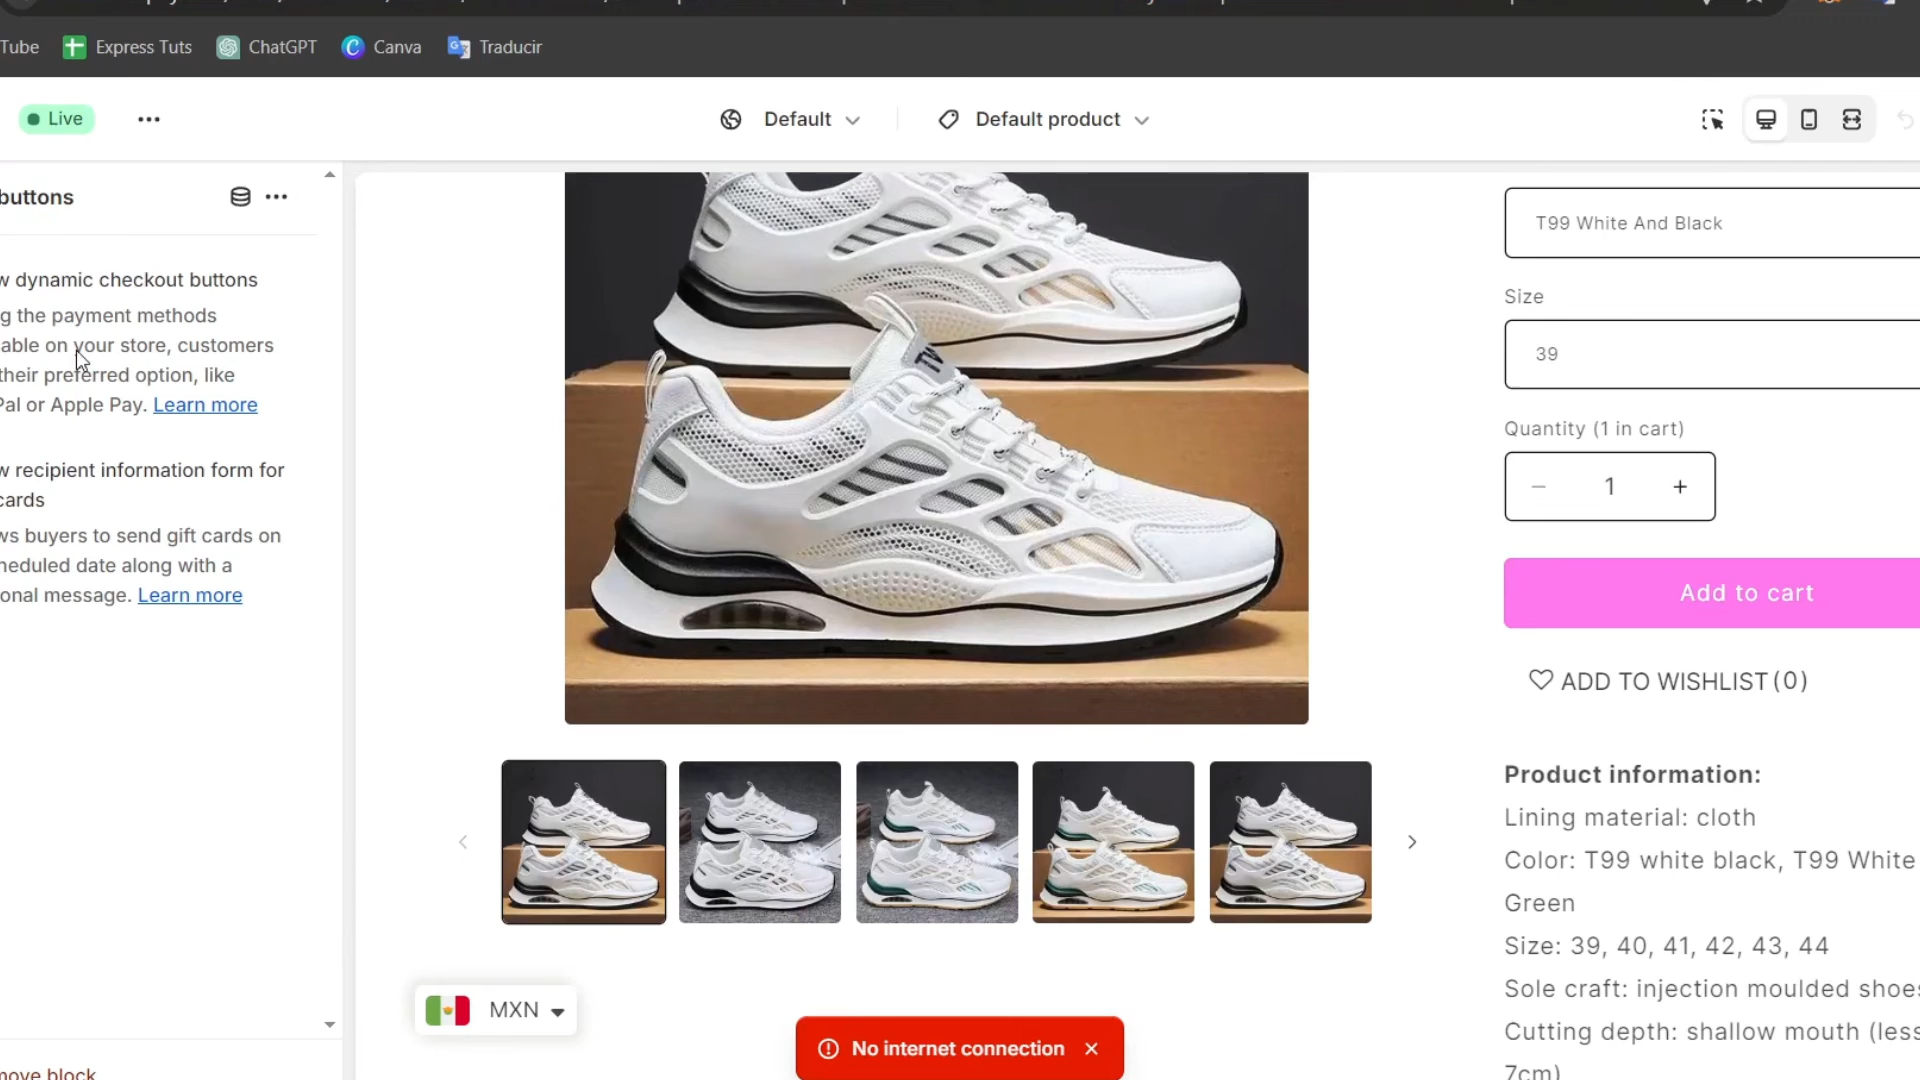 Tube
Express Tuts
ChatGPT
Canva
Traducir
Live
Default
Default product
buttons
w dynamic checkout buttons
g the payment methods
able on your store, customers
their preferred option, like
Pal or Apple Pay. Learn more
w recipient information form for
cards
ws buyers to send gift cards on
heduled date along with a
onal message. Learn more
move block
T99 White And Black
Size
39
Quantity (1 in cart)
1
Add to cart
ADD TO WISHLIST (0)
Product information:
Lining material: cloth
Color: T99 white black, T99 White
Green
Size: 39, 40, 41, 42, 43, 44
Sole craft: injection moulded shoes
Cutting depth: shallow mouth (less
7cm)
MXN
No internet connection